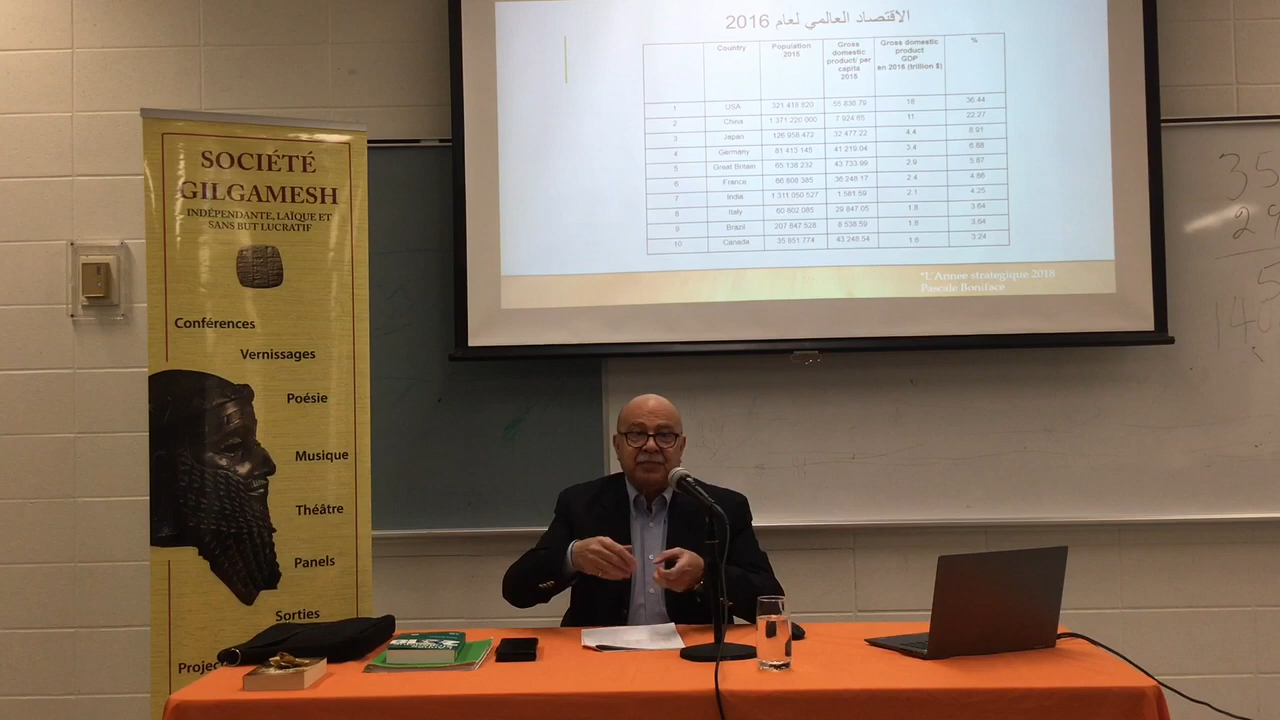 الاقتصاد العالمي لعام 2016
Country
Population
2015
Gross
domestic
product/ per
capita
2015
Gross domestic
product
GDP
en 2016 (trillion $)
%
1 USA 321 418 820 55 836.79 18 36.44
2 China 1 371 220 000 7 924.65 11 22.27
3 Japan 126 958 472 32 477.22 4.4 8.91
4 Germany 81 413 145 41 219.04 3.4 6.88
5 Great Britain 65 138 232 43 733.99 2.9 5.87
6 France 66 808 385 36 248.17 2.4 4.86
7 India 1 311 050 527 1 581.59 2.1 4.25
8 Italy 60 802 085 29 847.05 1.8 3.64
9 Brazil 207 847 528 8 538.59 1.8 3.64
10 Canada 35 851 774 43 248.54 1.6 3.24
"L'Annee strategique 2018
Pascale Boniface
SOCIÉTÉ
GILGAMESH
INDÉPENDANTE, LAÏQUE ET
SANS BUT LUCRATIF
Conférences
Vernissages
Poésie
Musique
Théâtre
Panels
Sorties
35